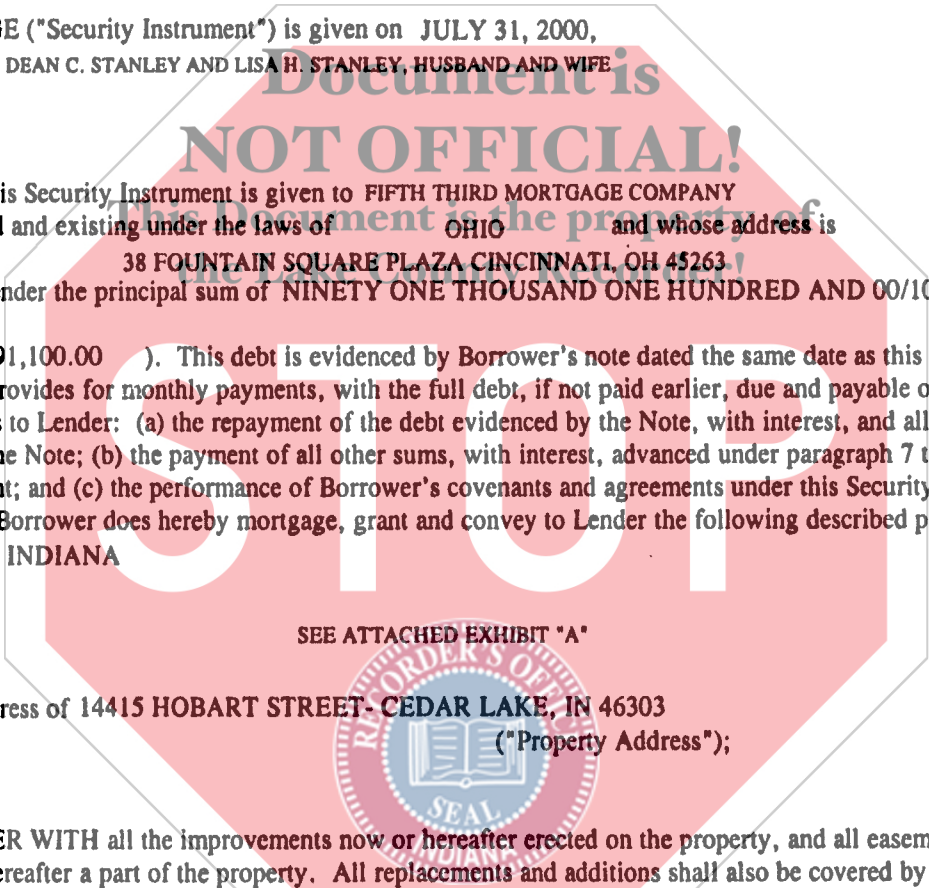 GE ("Security Instrument") is given on JULY 31, 2000,
DEAN C. STANLEY AND LISA H. STANLEY, HUSBAND AND WIFE
Document is
NOT OFFICIAL!
is Security Instrument is given to FIFTH THIRD MORTGAGE COMPANY
This Document is the property of
and existing under the laws of OHIO and whose address is
the Lake County Recorder!
38 FOUNTAIN SQUARE PLAZA CINCINNATI, OH 45263
nder the principal sum of NINETY ONE THOUSAND ONE HUNDRED AND 00/10
91,100.00 ). This debt is evidenced by Borrower's note dated the same date as this
rovides for monthly payments, with the full debt, if not paid earlier, due and payable o
s to Lender: (a) the repayment of the debt evidenced by the Note, with interest, and all
e Note; (b) the payment of all other sums, with interest, advanced under paragraph 7 t
t; and (c) the performance of Borrower's covenants and agreements under this Security
Borrower does hereby mortgage, grant and convey to Lender the following described p
INDIANA
STOP
SEE ATTACHED EXHIBIT "A"
ress of 14415 HOBART STREET- CEDAR LAKE, IN 46303
("Property Address");
RECORDER'S OFFICE
SEAL
INDIANA
ER WITH all the improvements now or hereafter erected on the property, and all easem
ereafter a part of the property. All replacements and additions shall also be covered by